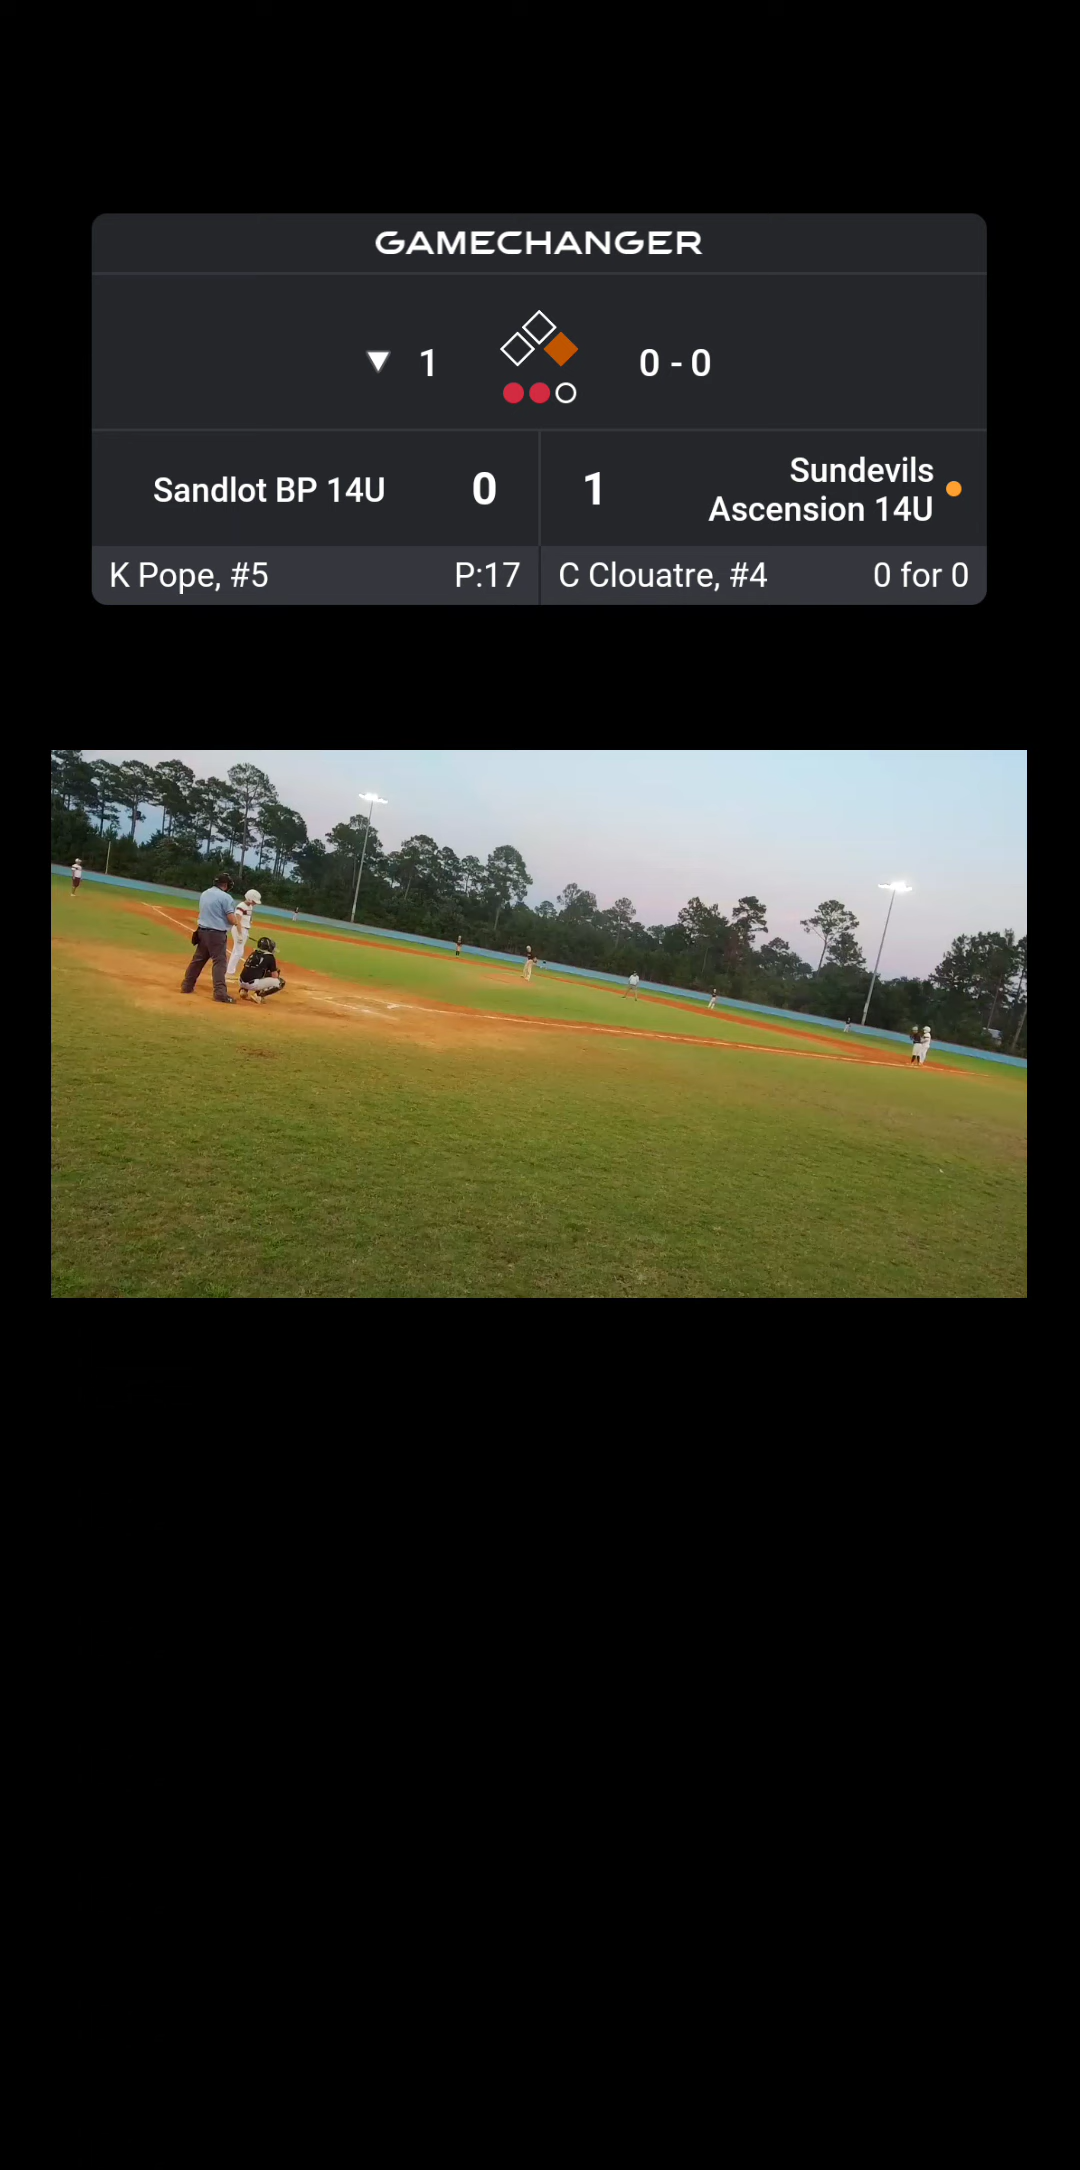 GAMECHANGER
1
0 - 0
Sandlot BP 14U 0
1 Sundevils
Ascension 14U
K Pope, #5 P:17
C Clouatre, #4 0 for 0